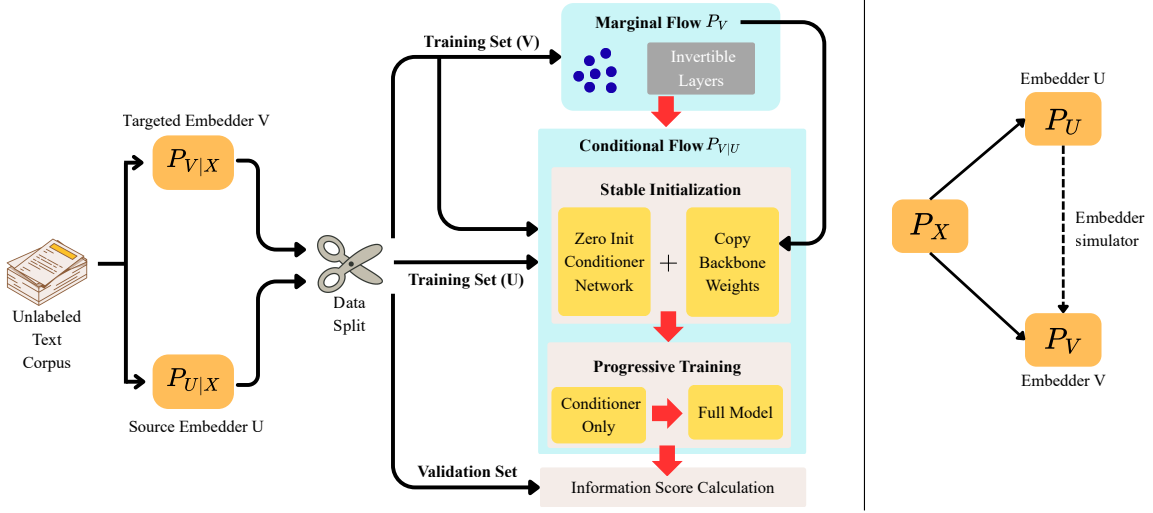 Unlabeled
Text
Corpus
Targeted Embedder V
P_{V|X}
P_{U|X}
Source Embedder U
Data
Split
Training Set (V)
Training Set (U)
Validation Set
Marginal Flow P_V
Invertible
Layers
Conditional Flow P_{V|U}
Stable Initialization
Zero Init
Conditioner
Network
+
Copy
Backbone
Weights
Progressive Training
Conditioner
Only
Full Model
Information Score Calculation
Embedder U
P_U
P_X
Embedder
simulator
P_V
Embedder V